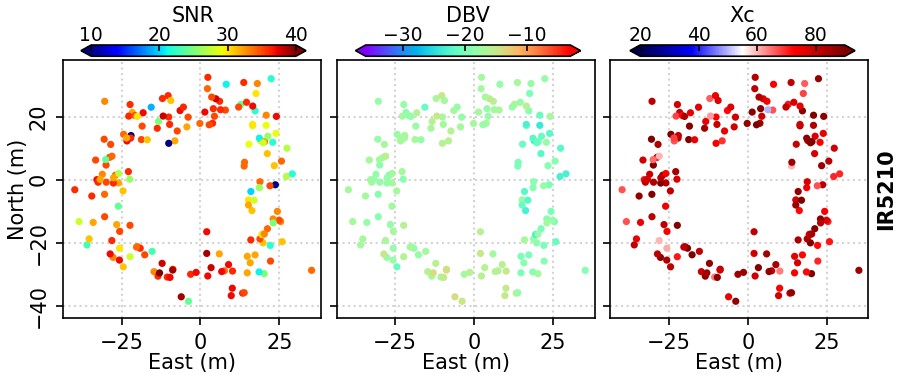 SNR DBV Xc
10 20 30 40 −30 −20 −10 20 40 60 80
20
0
−20
−40
North (m)
IR5210
−25 0 25 −25 0 25 −25 0 25
East (m) East (m) East (m)